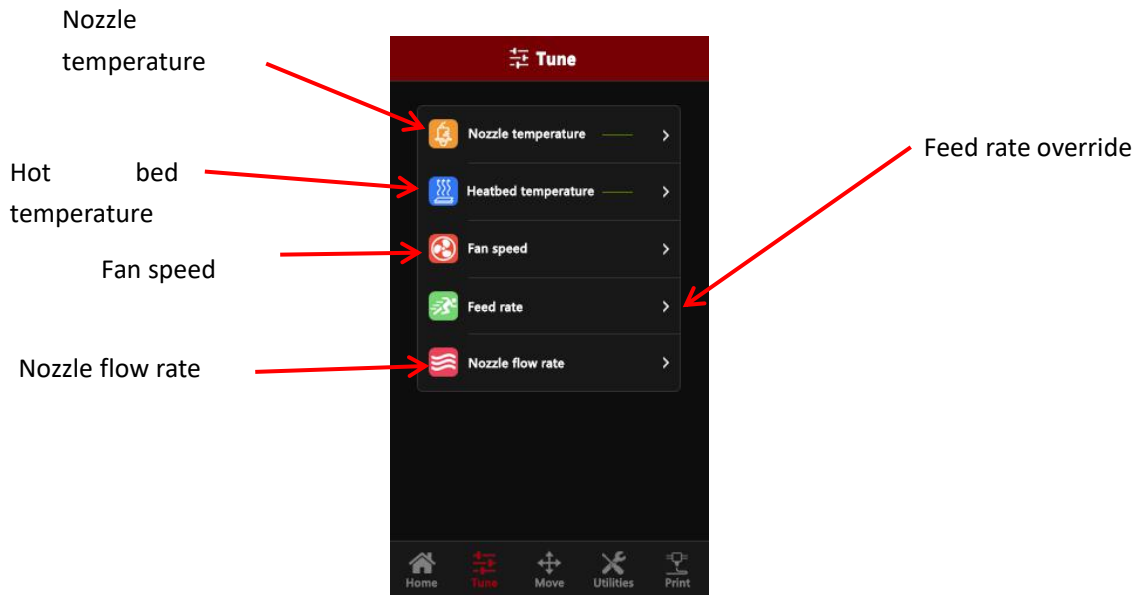 Nozzle
temperature
Tune
Nozzle temperature
Feed rate override
Hot bed
temperature
Heatbed temperature
Fan speed
Fan speed
Feed rate
Nozzle flow rate
Nozzle flow rate
Home
Tune
Move
Utilities
Print